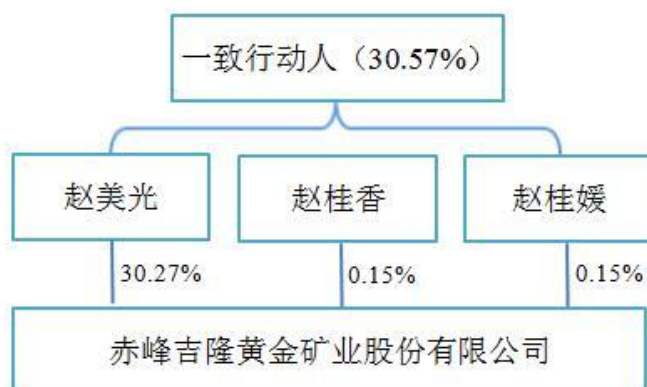 一致行动人（30.57%）
赵美光 赵桂香 赵桂媛
30.27% 0.15% 0.15%
赤峰吉隆黄金矿业股份有限公司